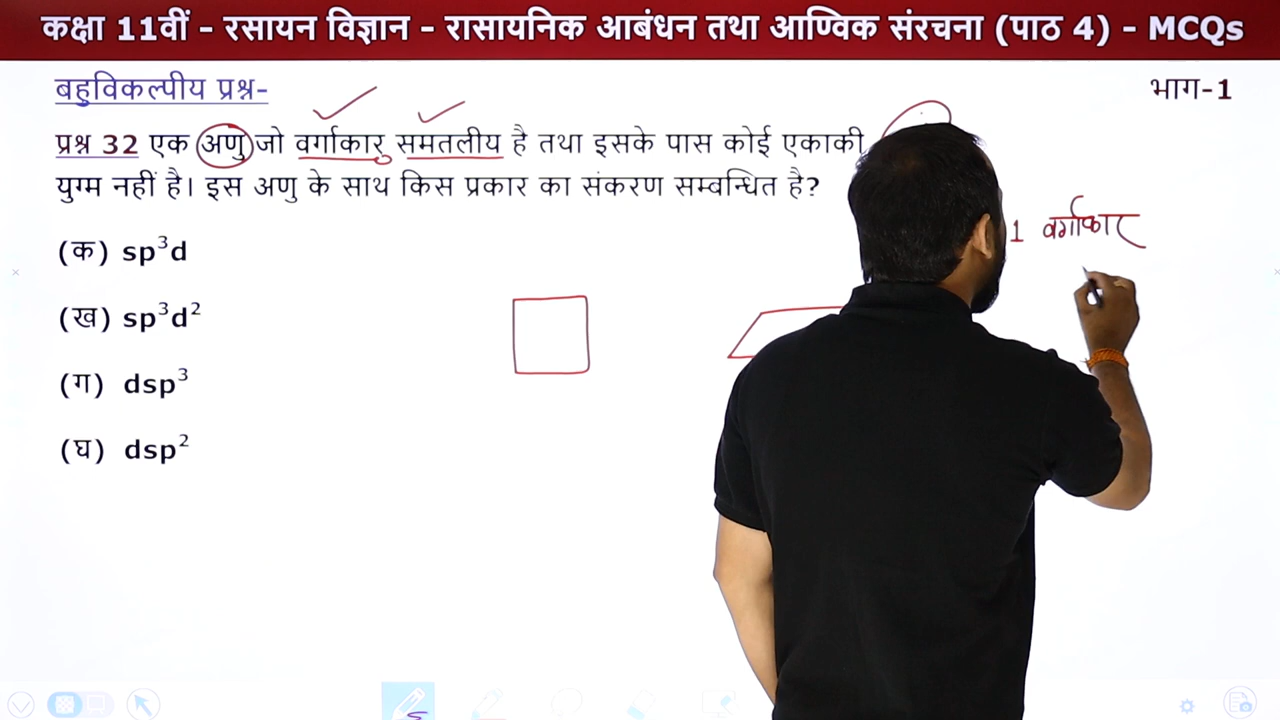 कक्षा 11वीं - रसायन विज्ञान - रासायनिक आबंधन तथा आण्विक संरचना (पाठ 4) - MCQs
बहुविकल्पीय प्रश्न-
भाग-1
प्रश्न 32 एक अणु जो वर्गाकार समतलीय है तथा इसके पास कोई एकाकी
युग्म नहीं है। इस अणु के साथ किस प्रकार का संकरण सम्बन्धित है?
1 वर्गाकार
(क) sp³d
(ख) sp³d²
(ग) dsp³
(घ) dsp²